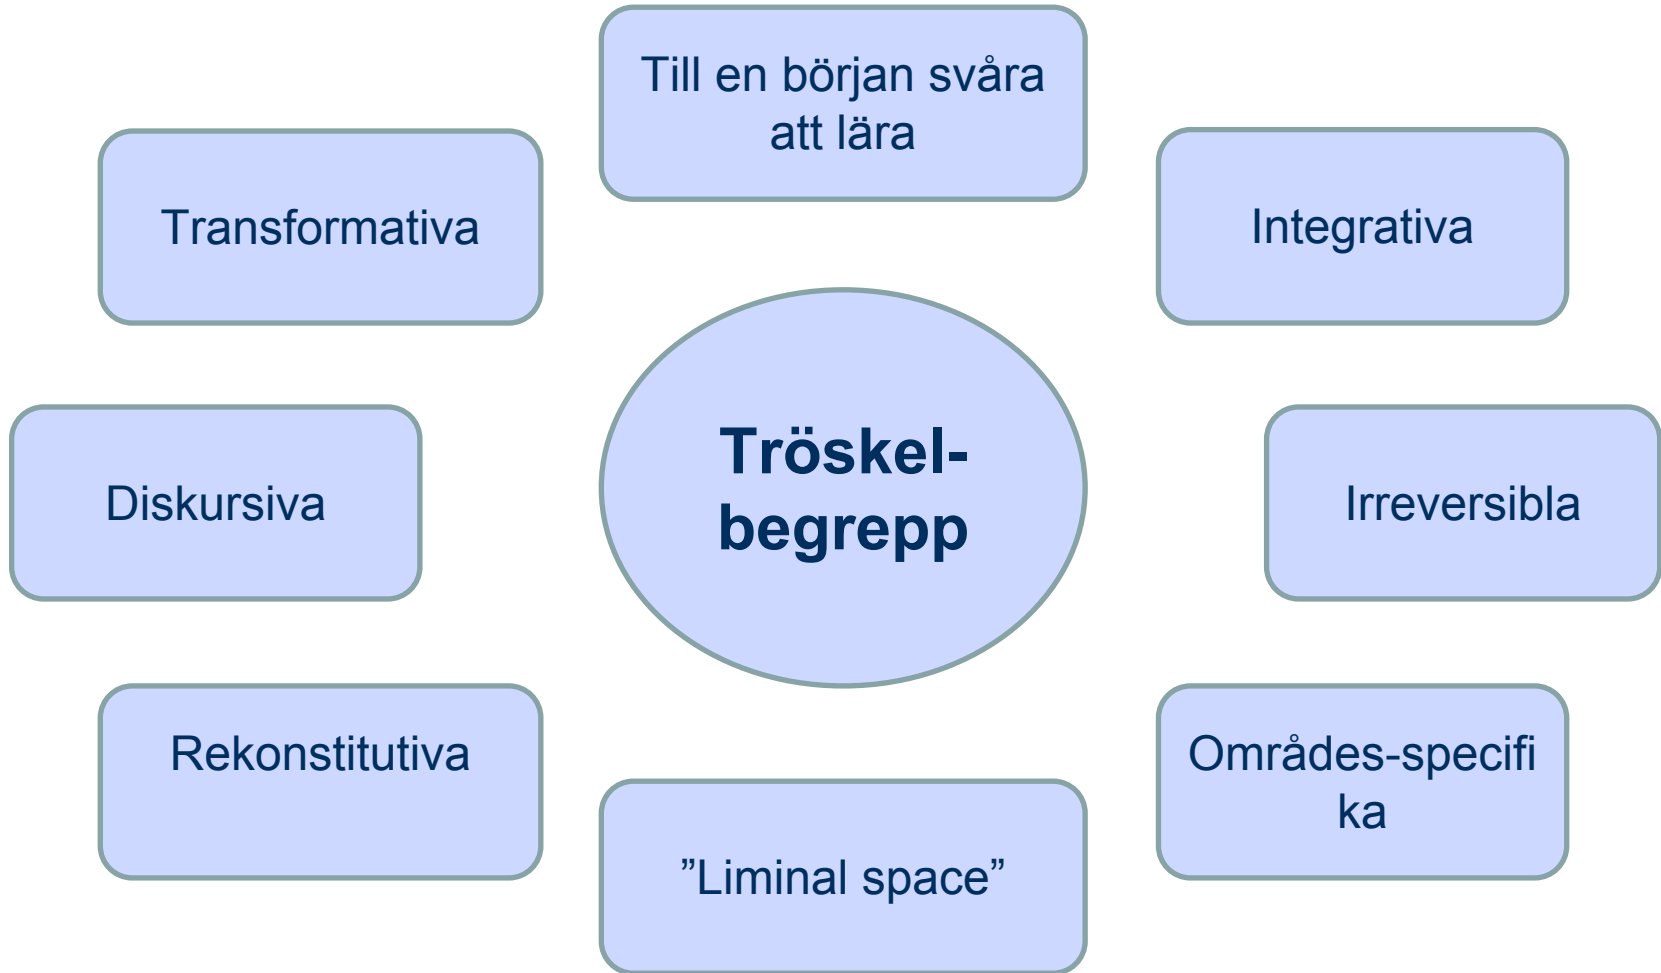 Till en början svåra
att lära
Transformativa
Integrativa
Tröskel-
begrepp
Diskursiva
Irreversibla
Rekonstitutiva
Områdes-specifi
ka
”Liminal space”